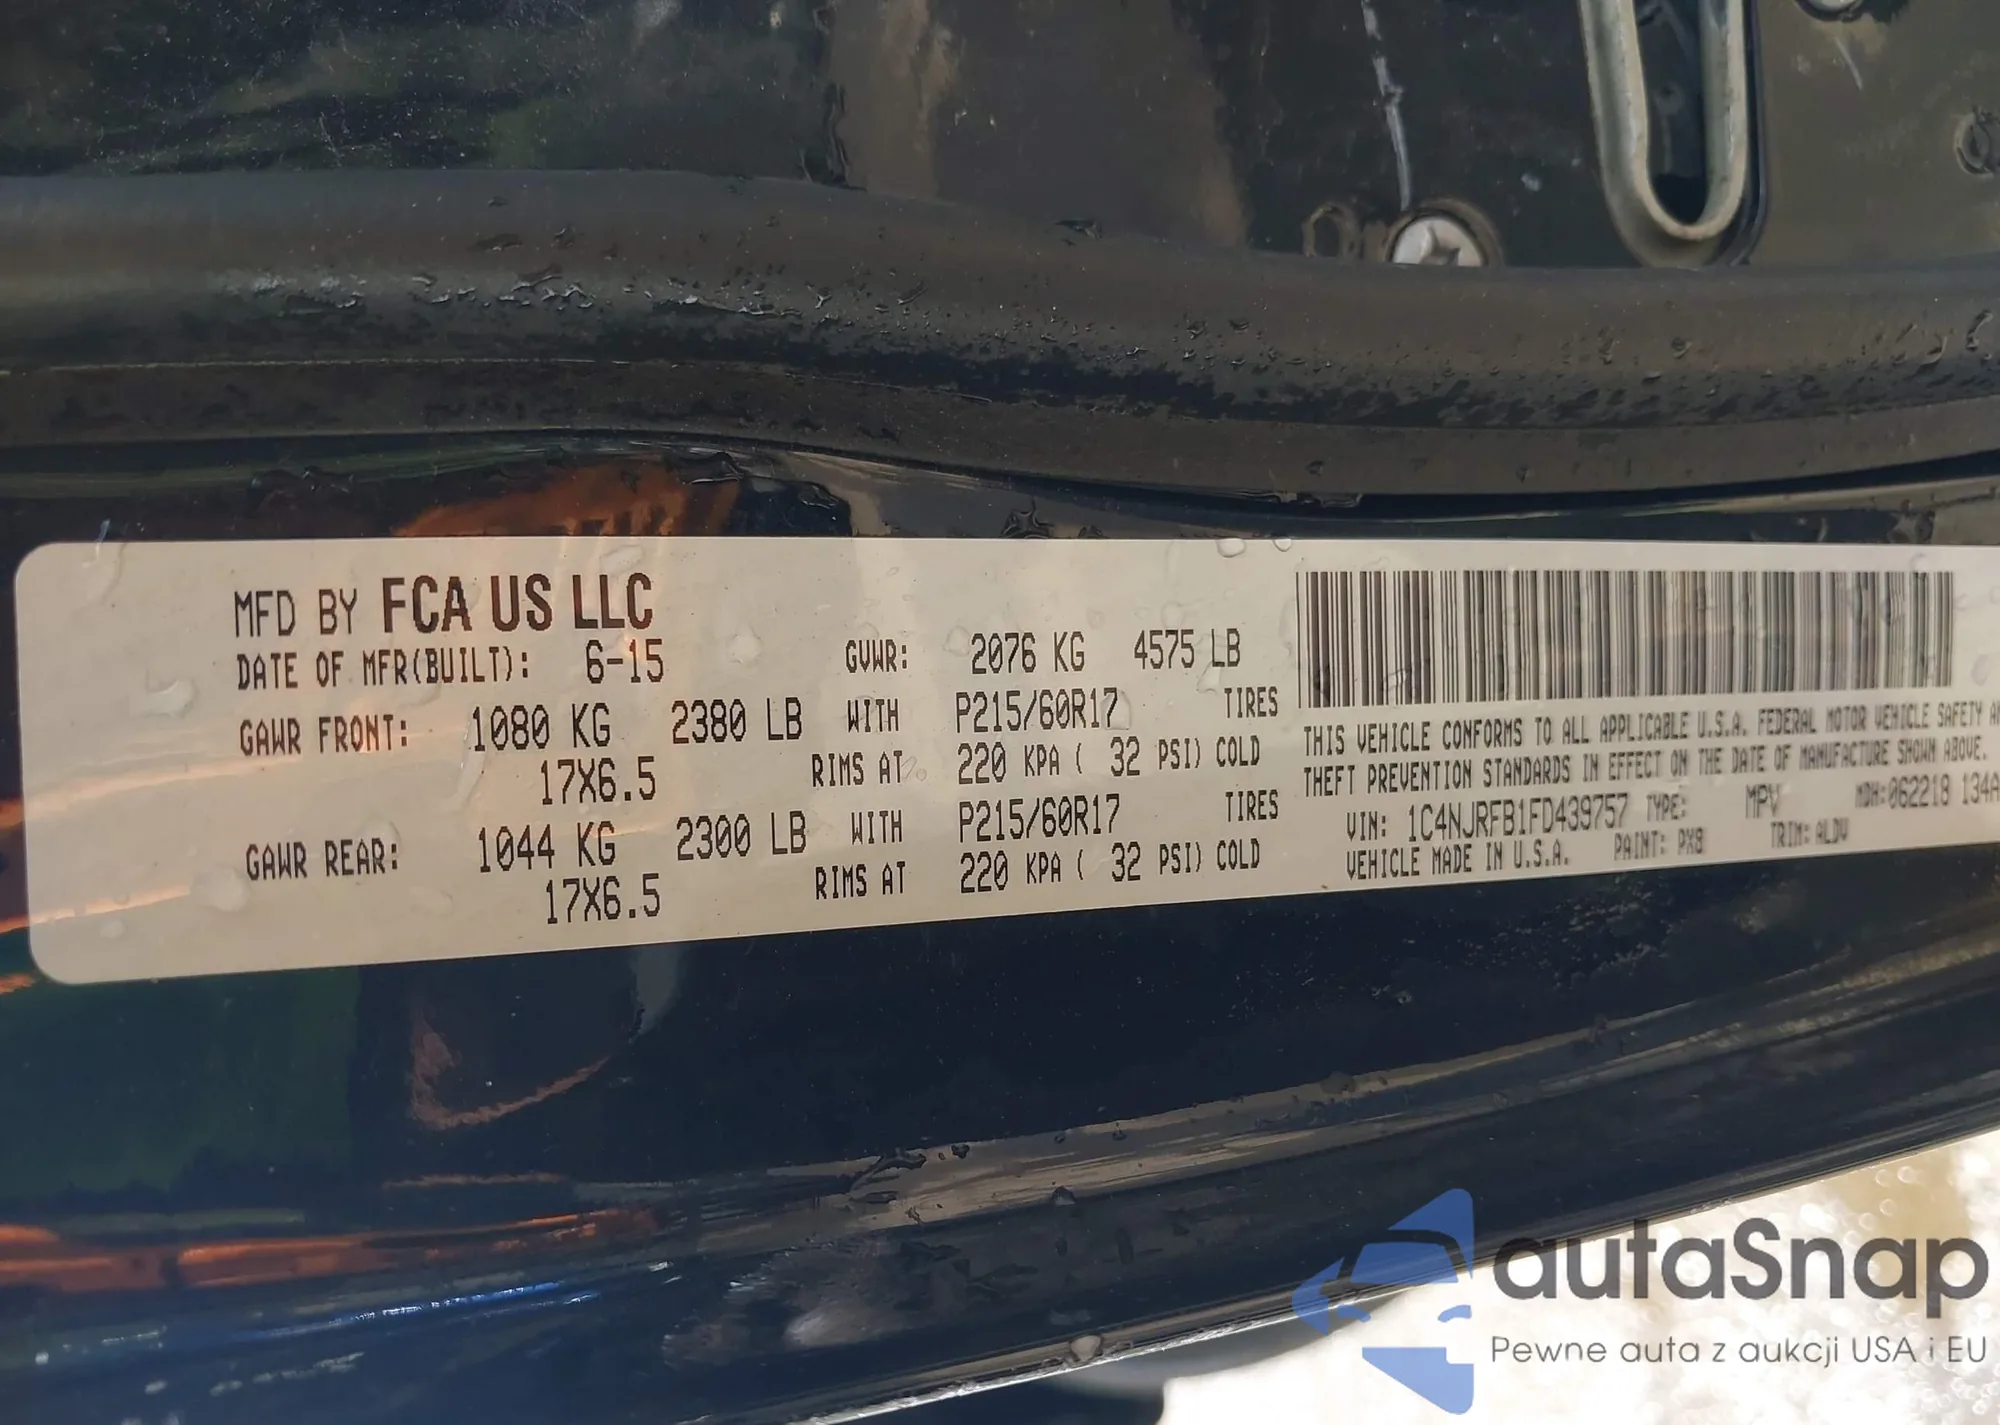 MFD BY FCA US LLC
DATE OF MFR(BUILT): 6-15 GVWR: 2076 KG 4575 LB
GAWR FRONT: 1080 KG 2380 LB WITH P215/60R17 TIRES
17X6.5 RIMS AT 220 KPA ( 32 PSI) COLD
GAWR REAR: 1044 KG 2300 LB WITH P215/60R17 TIRES
17X6.5 RIMS AT 220 KPA ( 32 PSI) COLD
THIS VEHICLE CONFORMS TO ALL APPLICABLE U.S.A. FEDERAL MOTOR VEHICLE SAFETY
THEFT PREVENTION STANDARDS IN EFFECT ON THE DATE OF MANUFACTURE SHOWN ABOVE.
VIN: 1C4NJRFB1FD439757 TYPE: MPV MDH:062218 134A
VEHICLE MADE IN U.S.A. PAINT: PX8 TRIM: ALDV
autaSnap
Pewne auta z aukcji USA i EU